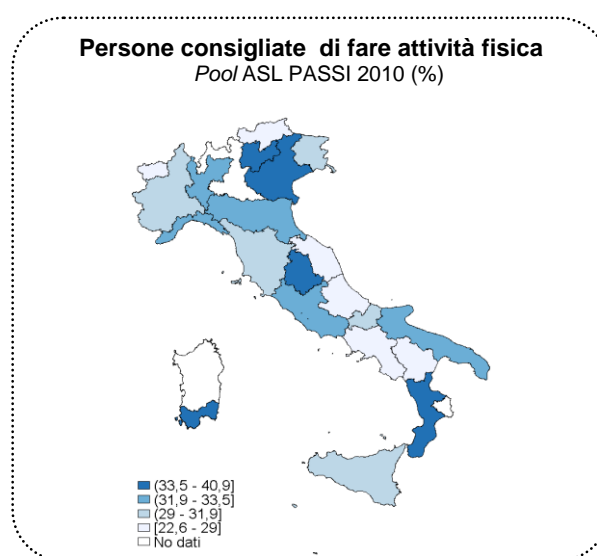 Persone consigliate di fare attività fisica
Pool ASL PASSI 2010 (%)
(33,5 - 40,9]
(31,9 - 33,5]
(29 - 31,9]
[22,6 - 29]
No dati